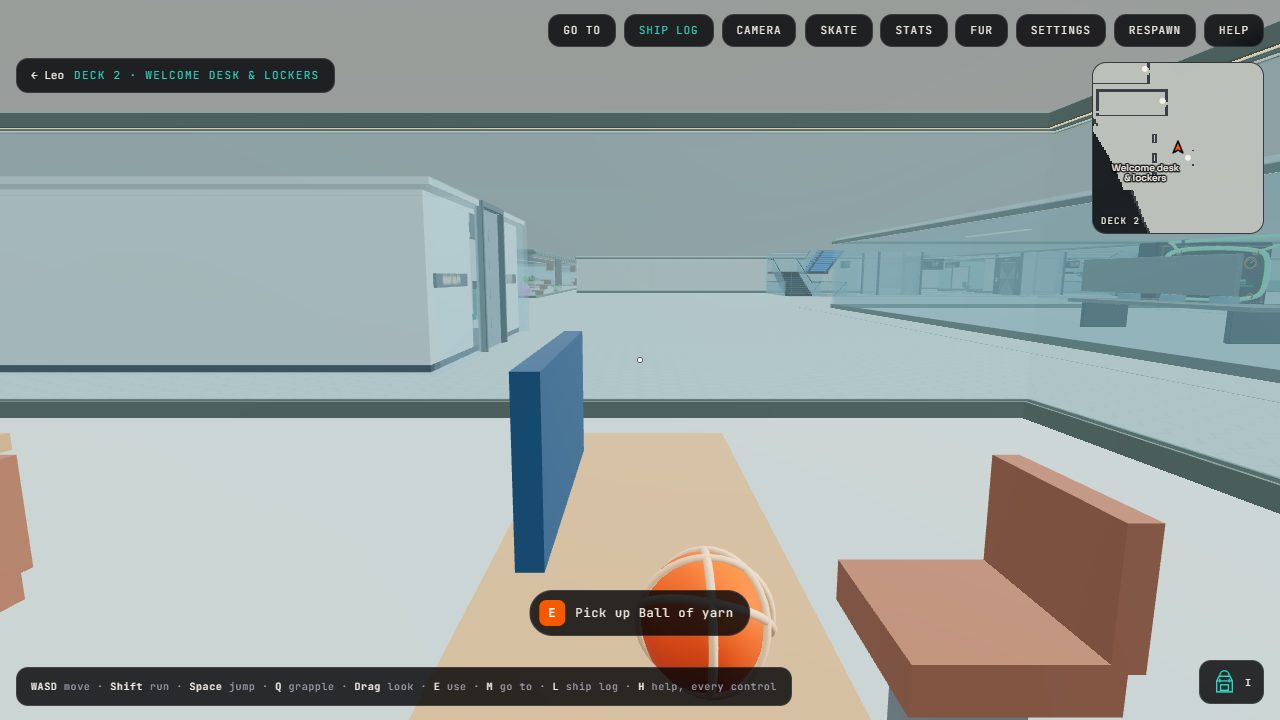 GO TO
SHIP LOG
CAMERA
SKATE
STATS
FUR
SETTINGS
RESPAWN
HELP
← Leo DECK 2 · WELCOME DESK & LOCKERS
Welcome desk
& lockers
DECK 2
E Pick up Ball of yarn
WASD move · Shift run · Space jump · Q grapple · Drag look · E use · M go to · L ship log · H help, every control
I